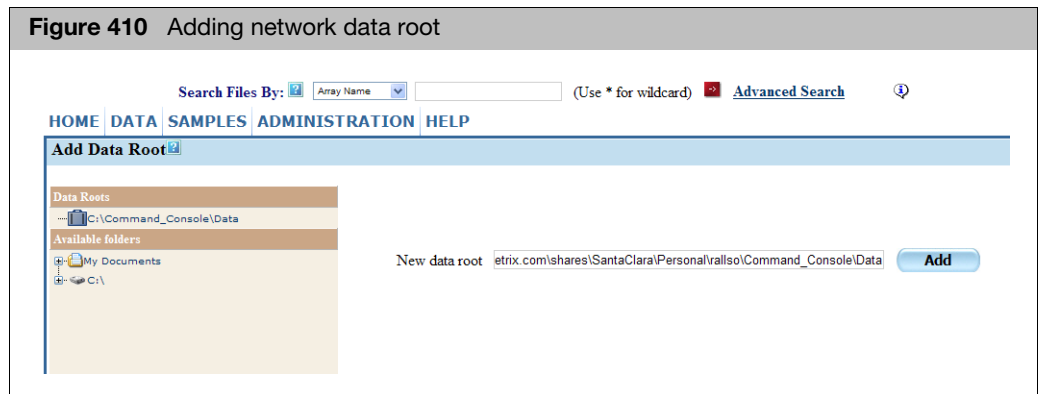 Figure 410 Adding network data root
Search Files By: ? Array Name (Use * for wildcard) Advanced Search
HOME DATA SAMPLES ADMINISTRATION HELP
Add Data Root ?
Data Roots
C:\Command_Console\Data
Available folders
My Documents
C:\
New data root etrix.com\shares\SantaClara\Personal\rallso\Command_Console\Data Add